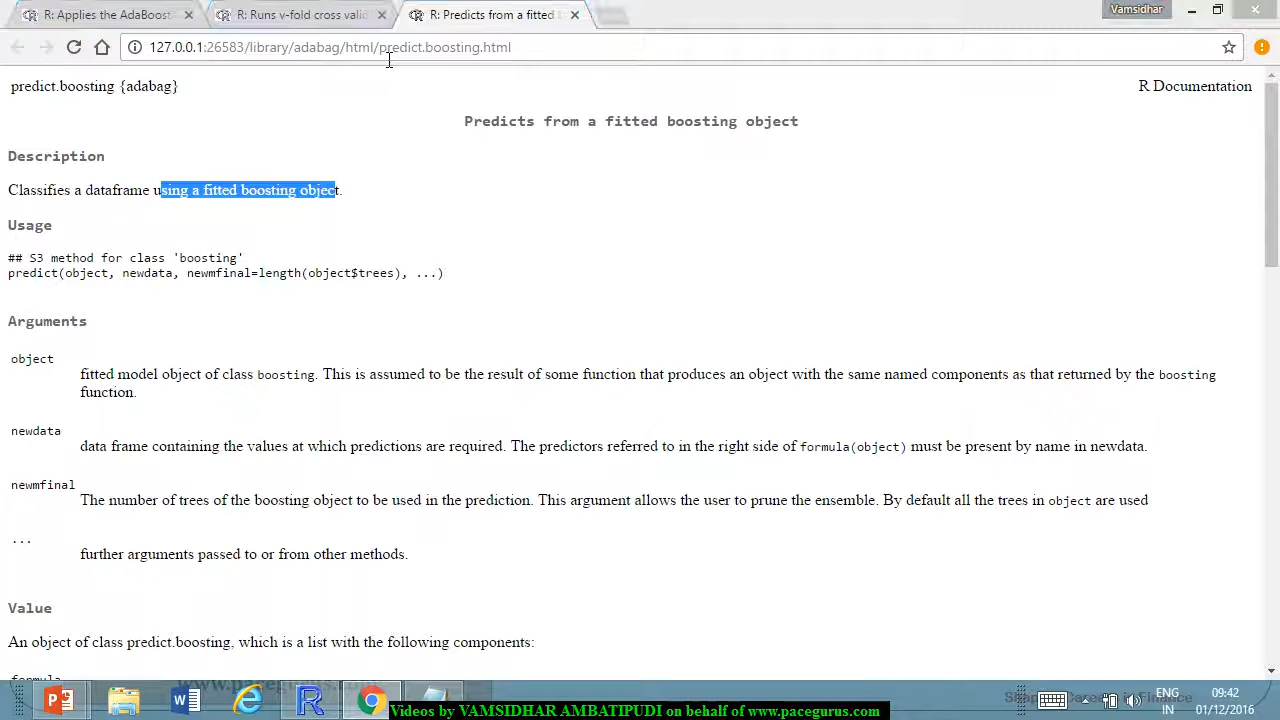 R: Applies the AdaBoost
R: Runs v-fold cross valid
R: Predicts from a fitted b
Vamsidhar
127.0.0.1:26583/library/adabag/html/predict.boosting.html
predict.boosting {adabag}
R Documentation
Predicts from a fitted boosting object
Description
Classifies a dataframe using a fitted boosting object.
Usage
## S3 method for class 'boosting'
predict(object, newdata, newmfinal=length(object$trees), ...)
Arguments
object
fitted model object of class boosting. This is assumed to be the result of some function that produces an object with the same named components as that returned by the boosting
function.
newdata
data frame containing the values at which predictions are required. The predictors referred to in the right side of formula(object) must be present by name in newdata.
newmfinal
The number of trees of the boosting object to be used in the prediction. This argument allows the user to prune the ensemble. By default all the trees in object are used
...
further arguments passed to or from other methods.
Value
An object of class predict.boosting, which is a list with the following components:
ENG
IN
09:42
01/12/2016
Videos by VAMSIDHAR AMBATIPUDI on behalf of www.pacegurus.com